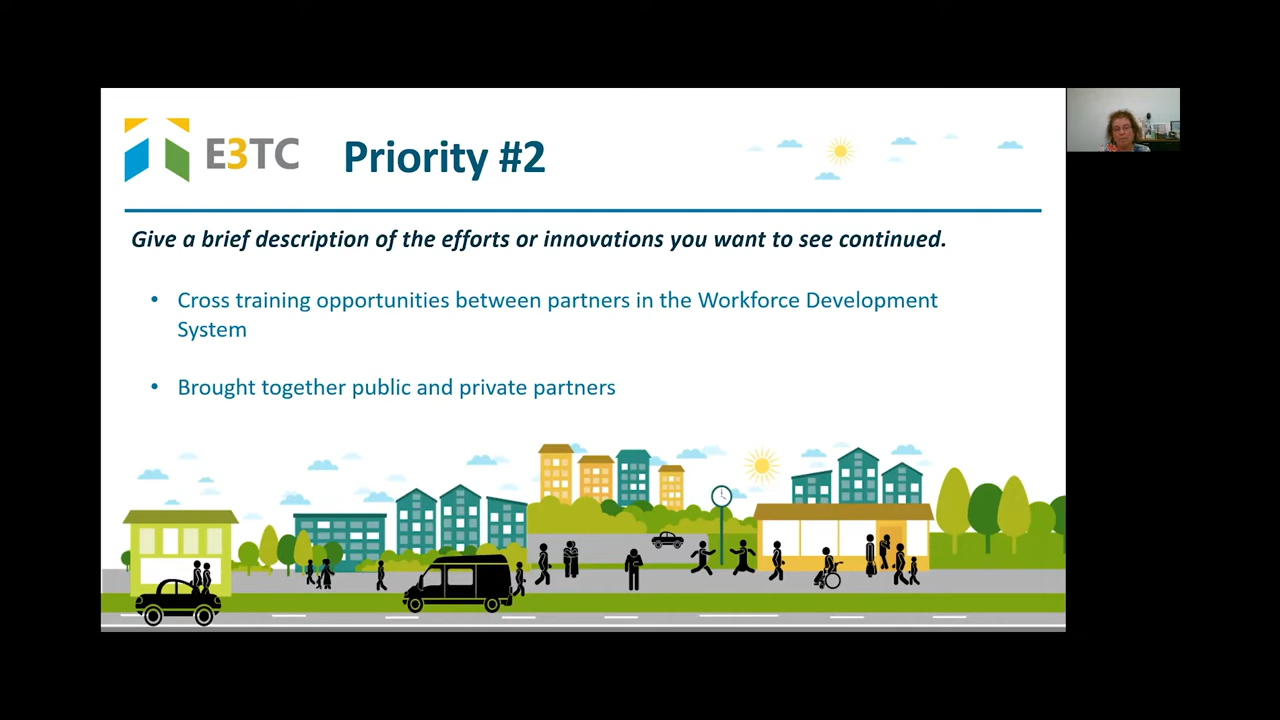 E3TC
Priority #2
Give a brief description of the efforts or innovations you want to see continued.
• Cross training opportunities between partners in the Workforce Development
System
• Brought together public and private partners